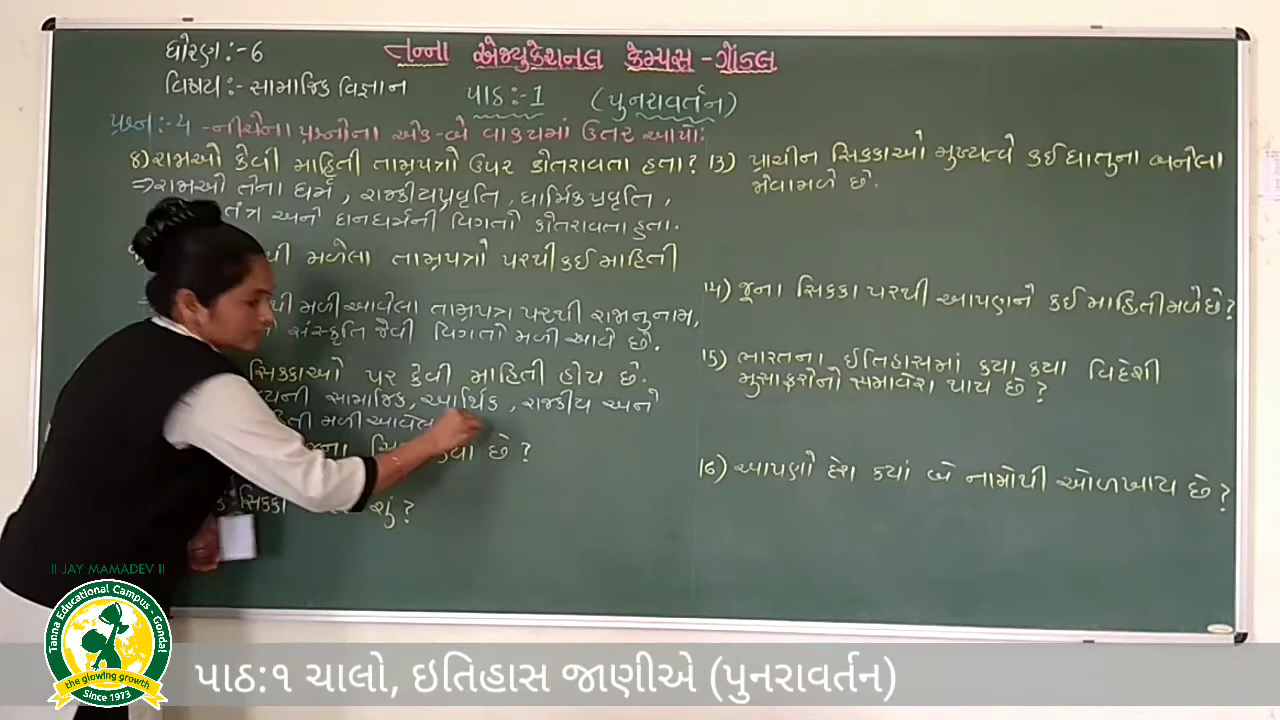 ધોરણ:-6
તન્ના એજ્યુકેશનલ કેમ્પસ -ગોંડલ
વિષય:- સામાજિક વિજ્ઞાન
પાઠ:-1 (પુનરાવર્તન)
પ્રશ્ન:-4 -નીચેના પ્રશ્નોના એક-બે વાક્યમાં ઉતર આપો:
8) રાજાઓ કેવી માહિતી તામ્રપત્રો ઉપર કોતરાવતા હતા?
⇒ રાજાઓ તેના ધર્મ, રાજકીયપ્રવૃતિ, ધાર્મિકપ્રવૃતિ,
તંત્ર અને દાનધર્મની વિગતો કોતરાવતા હતા.
મળેલા તામ્રપત્રો પરથી કઈ માહિતી
મળી આવેલા તામ્રપત્ર પરથી રાજાનુ નામ,
સંસ્કૃતિ જેવી વિગતો મળી આવે છે.
સિક્કાઓ પર કેવી માહિતી હોય છે.
સામાજિક, આર્થિક, રાજકીય અને
મળી આવેલ
છે?
સિક્કા શું?
13) પ્રાચીન સિક્કાઓ મુખ્યત્વે કઈ ધાતુના બનેલા
જોવા મળે છે.
14) જૂના સિક્કા પરથી આપણને કઈ માહિતી મળે છે?
15) ભારતના ઈતિહાસમાં કયા કયા વિદેશી
મુસાફરોનો સમાવેશ થાય છે?
16) આપણો દેશ ક્યાં બે નામોથી ઓળખાય છે?
॥ JAY MAMADEV ॥
Tanna Educational Campus - Gondal
the glowing growth
Since 1973
પાઠ:૧ ચાલો, ઇતિહાસ જાણીએ (પુનરાવર્તન)